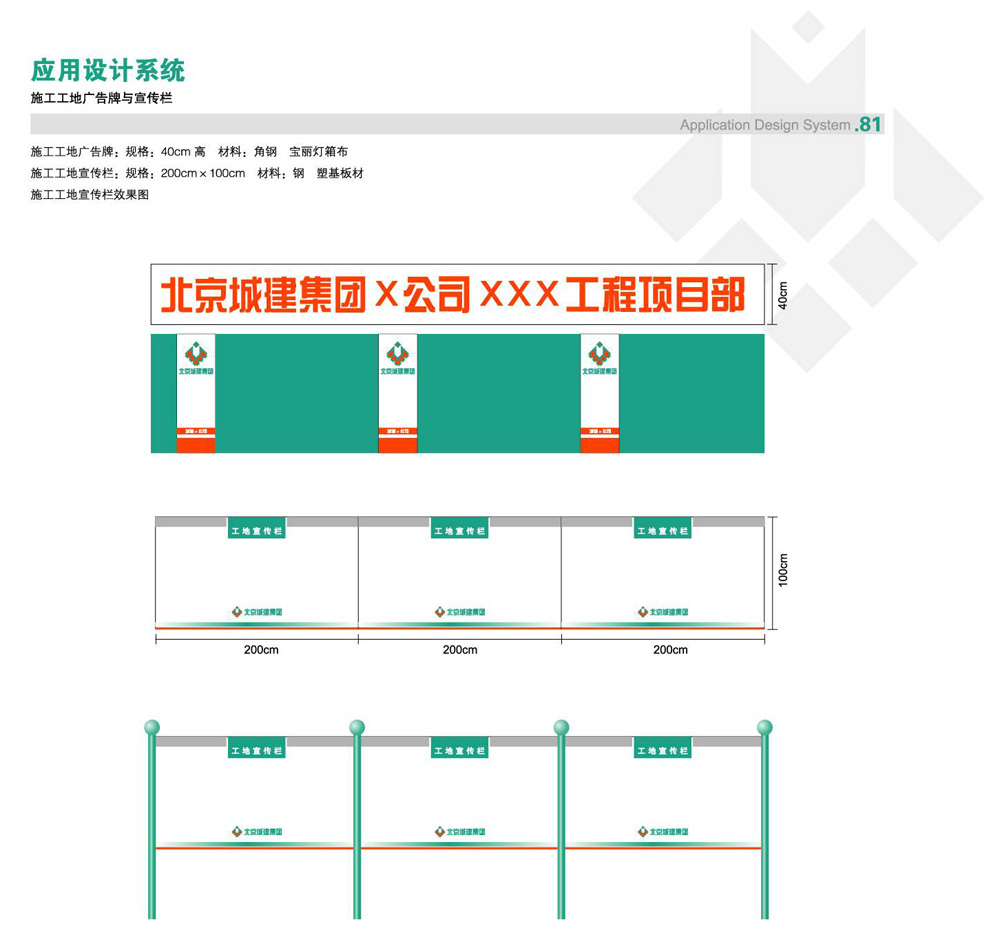 应用设计系统
施工工地广告牌与宣传栏
Application Design System .81
施工工地广告牌：规格：40cm 高 材料：角钢 宝丽灯箱布
施工工地宣传栏：规格：200cm×100cm 材料：钢 塑基板材
施工工地宣传栏效果图
北京城建集团X公司XXX工程项目部
40cm
北京城建集团 北京城建集团 北京城建集团
工地宣传栏 工地宣传栏 工地宣传栏
100cm
北京城建集团 北京城建集团 北京城建集团
200cm 200cm 200cm
工地宣传栏 工地宣传栏 工地宣传栏
北京城建集团 北京城建集团 北京城建集团